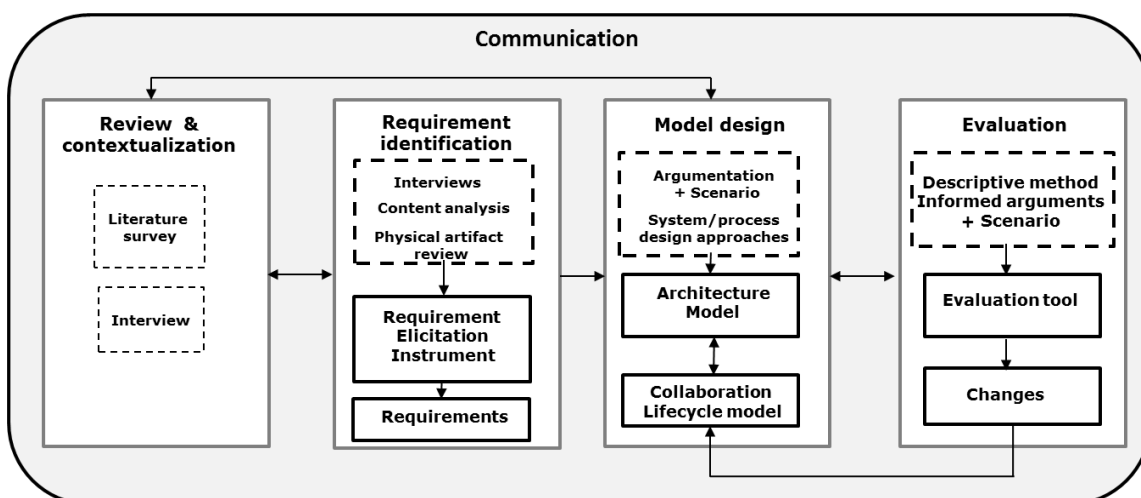 Communication
Review & 
contextualization
Literature
survey
Interview
Requirement
identification
Interviews
Content analysis
Physical artifact
review
Requirement
Elicitation
Instrument
Requirements
Model design
Argumentation
+ Scenario
System/process
design approaches
Architecture
Model
Collaboration
Lifecycle model
Evaluation
Descriptive method
Informed arguments
+ Scenario
Evaluation tool
Changes